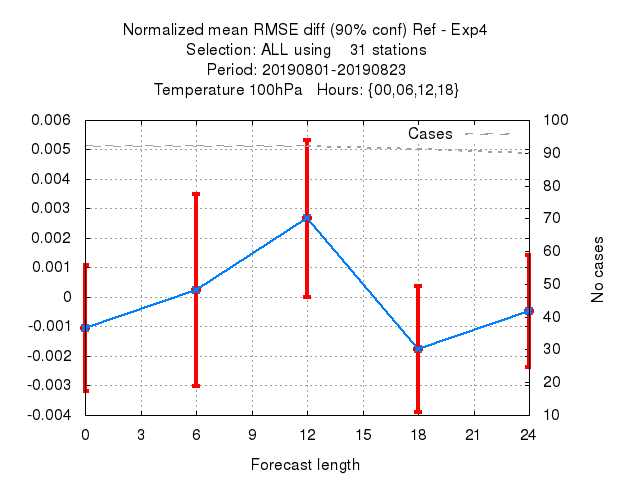 Normalized mean RMSE diff (90% conf) Ref - Exp4
Selection: ALL using    31 stations
Period: 20190801-20190823
Temperature 100hPa   Hours: {00,06,12,18}
Cases
0.006
0.005
0.004
0.003
0.002
0.001
0
-0.001
-0.002
-0.003
-0.004
100
90
80
70
60
50
40
30
20
10
No cases
0 3 6 9 12 15 18 21 24
Forecast length